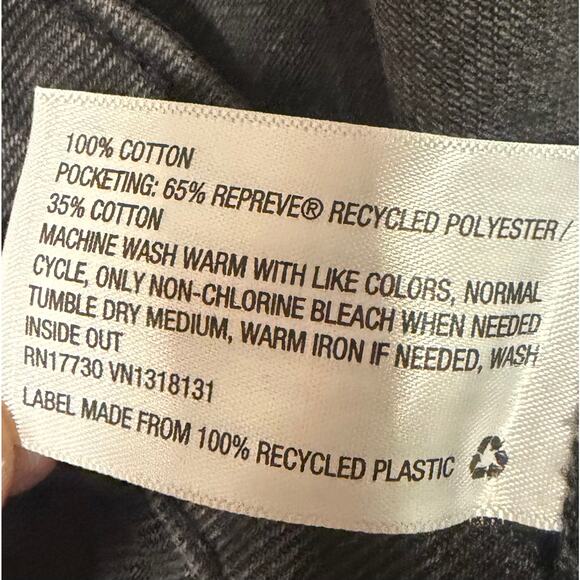 100% COTTON
POCKETING: 65% REPREVE® RECYCLED POLYESTER /
35% COTTON
MACHINE WASH WARM WITH LIKE COLORS, NORMAL
CYCLE, ONLY NON-CHLORINE BLEACH WHEN NEEDED
TUMBLE DRY MEDIUM, WARM IRON IF NEEDED, WASH
INSIDE OUT
RN17730 VN1318131
LABEL MADE FROM 100% RECYCLED PLASTIC